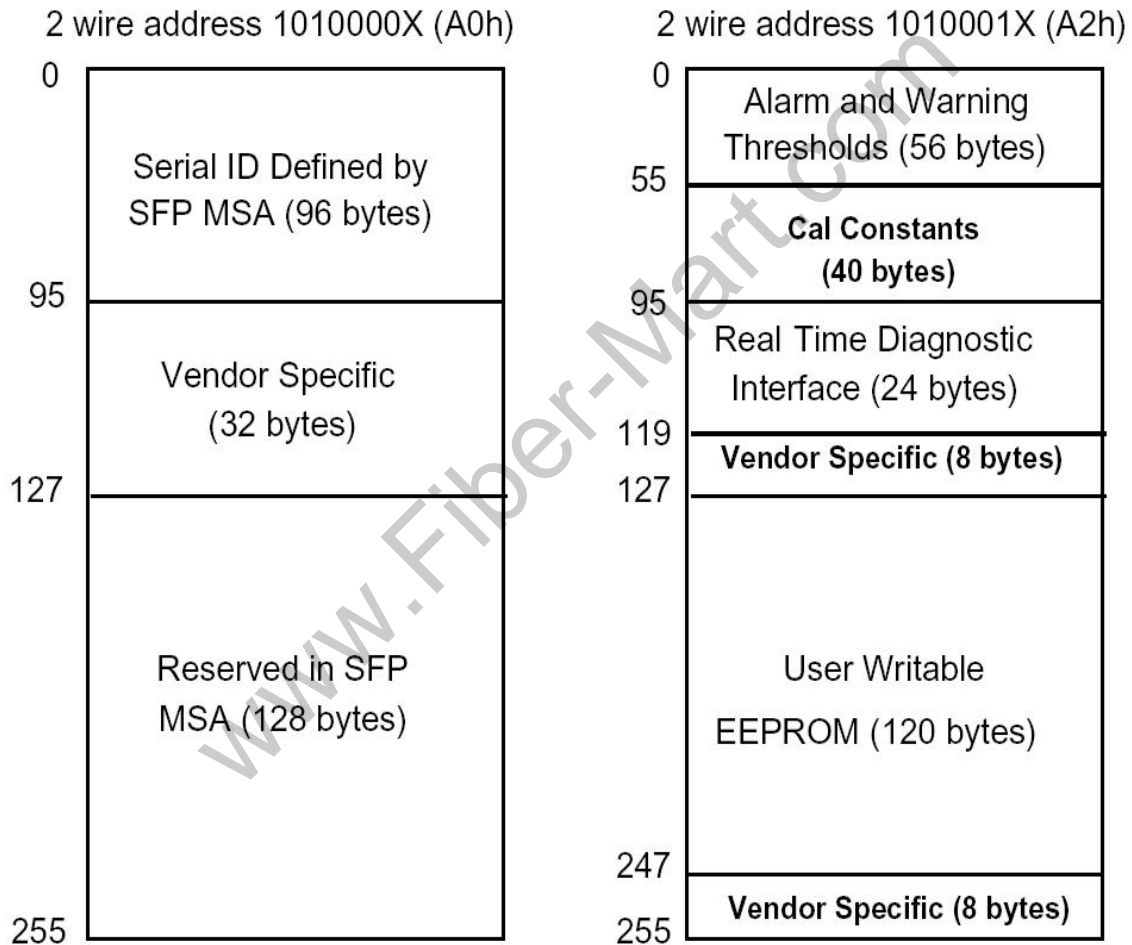 2 wire address 1010000X (A0h)
0
Serial ID Defined by
SFP MSA (96 bytes)
95
Vendor Specific
(32 bytes)
127
Reserved in SFP
MSA (128 bytes)
255
2 wire address 1010001X (A2h)
0
Alarm and Warning
Thresholds (56 bytes)
55
Cal Constants
(40 bytes)
95
Real Time Diagnostic
Interface (24 bytes)
119
Vendor Specific (8 bytes)
127
User Writable
EEPROM (120 bytes)
247
Vendor Specific (8 bytes)
255
www.Fiber-Mart.com